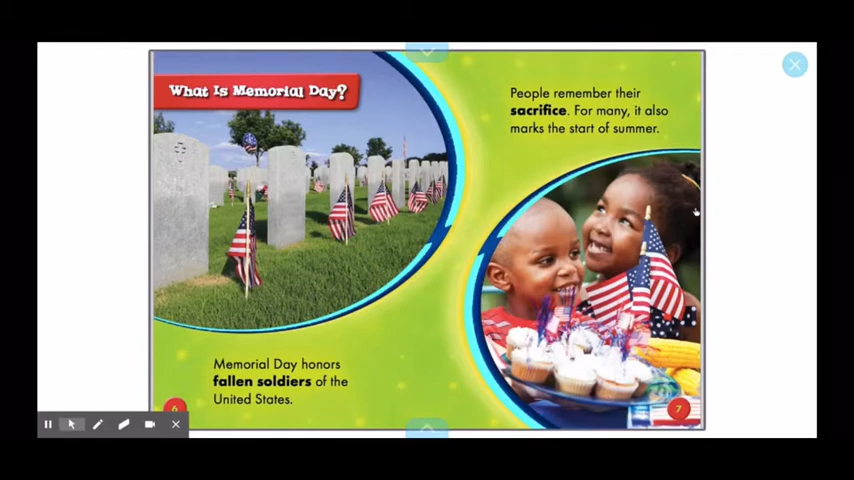 What Is Memorial Day?
Memorial Day honors
fallen soldiers of the
United States.
6
People remember their
sacrifice. For many, it also
marks the start of summer.
7